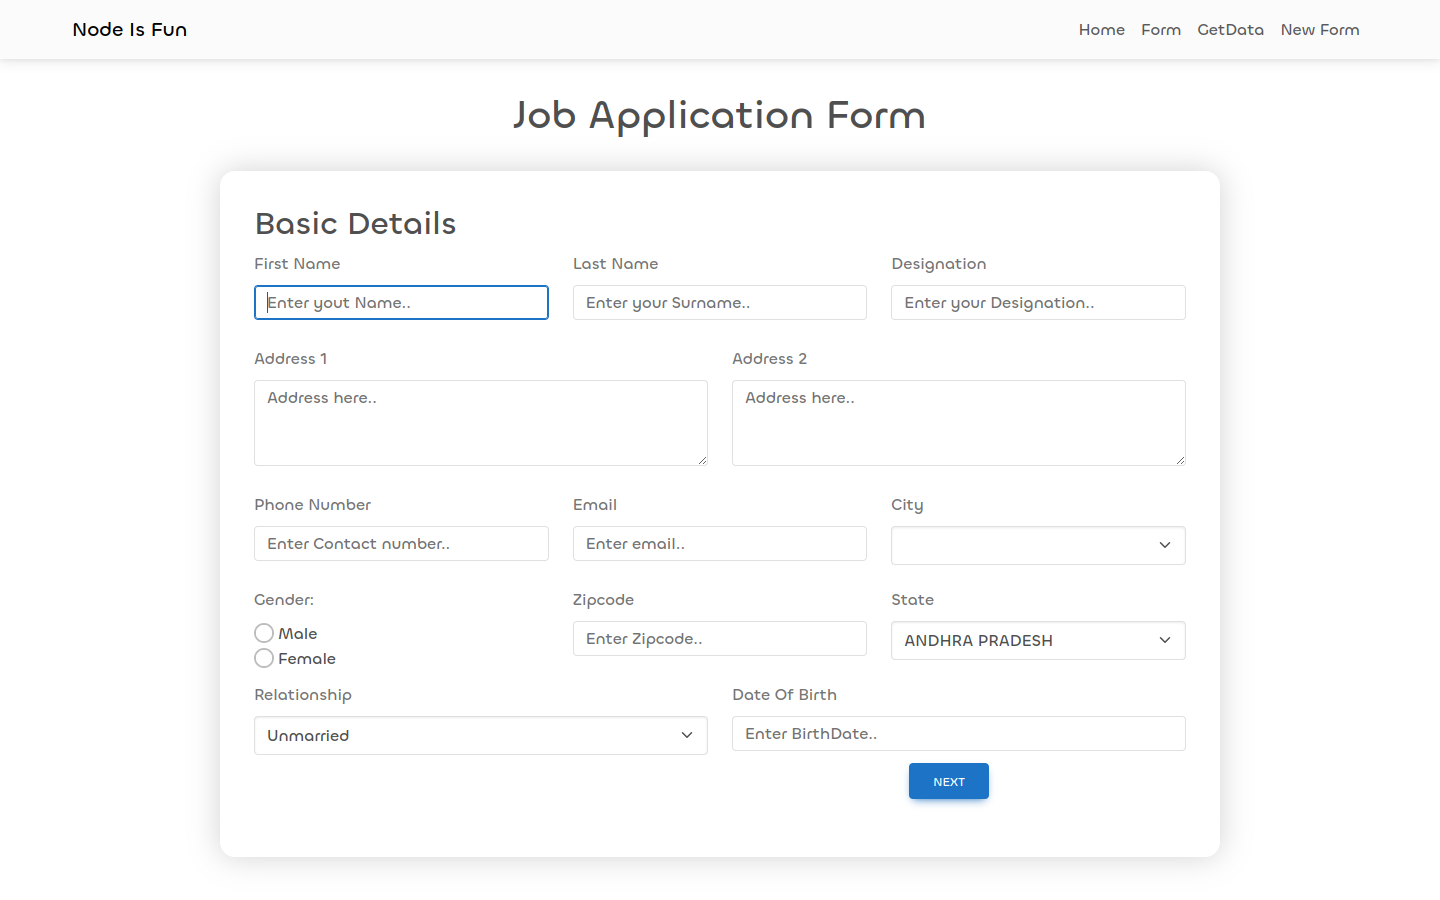 Node Is Fun
Home Form GetData New Form
Job Application Form
Basic Details
First Name Last Name Designation
Enter yout Name.. Enter your Surname.. Enter your Designation..
Address 1 Address 2
Address here.. Address here..
Phone Number Email City
Enter Contact number.. Enter email..
Gender: Zipcode State
Male Enter Zipcode.. ANDHRA PRADESH
Female
Relationship Date Of Birth
Unmarried Enter BirthDate..
NEXT